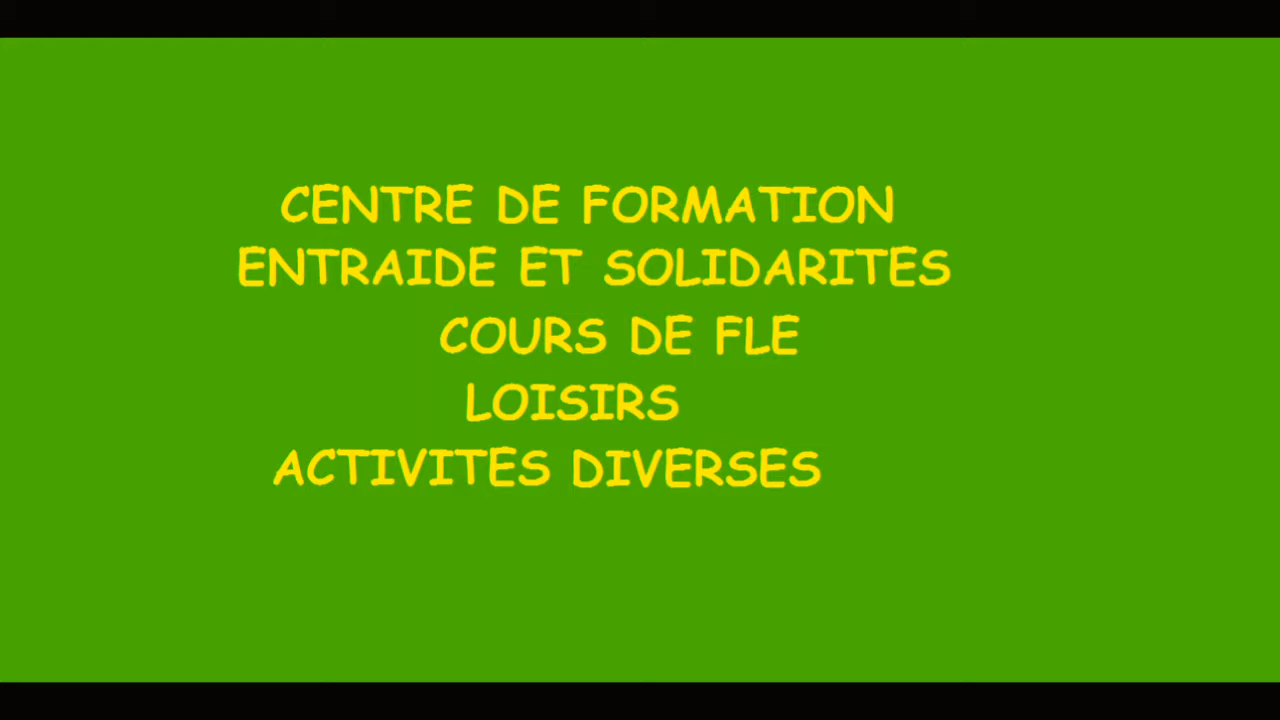 CENTRE DE FORMATION
ENTRAIDE ET SOLIDARITES
COURS DE FLE
LOISIRS
ACTIVITES DIVERSES